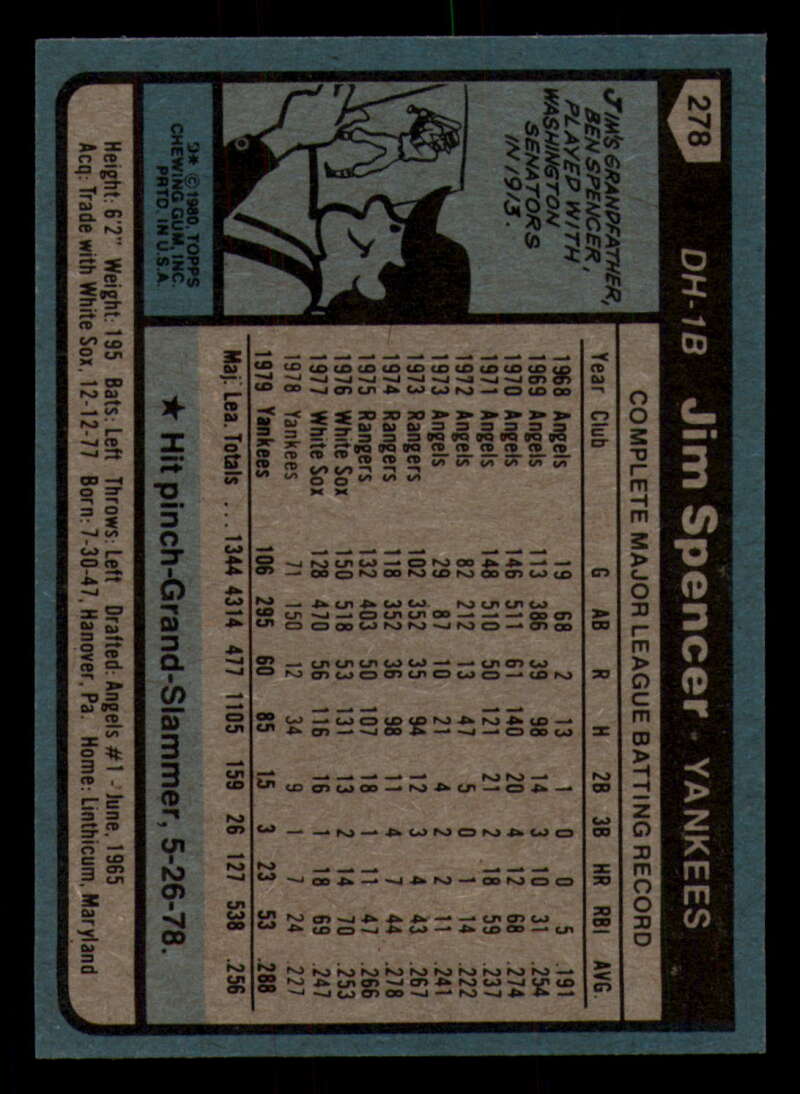 278 DH-1B Jim Spencer · YANKEES
JIM'S GRANDFATHER,
BEN SPENCER,
PLAYED WITH
WASHINGTON
SENATORS
IN 1913.
9* © 1980, TOPPS
CHEWING GUM, INC.
PRTD. IN U.S.A.
COMPLETE MAJOR LEAGUE BATTING RECORD
Year Club G AB R H 2B 3B HR RBI AVG.
1968 Angels 19 68 2 13 1 0 0 5 .191
1969 Angels 113 386 39 98 14 3 10 31 .254
1970 Angels 146 511 61 140 20 4 12 68 .274
1971 Angels 148 510 50 121 21 2 18 59 .237
1972 Angels 82 212 13 47 5 0 1 14 .222
1973 Angels 29 87 10 21 4 2 2 11 .241
1973 Rangers 102 352 35 94 12 3 4 43 .267
1974 Rangers 118 352 36 98 11 4 7 44 .278
1975 Rangers 132 403 50 107 18 1 11 47 .266
1976 White Sox 150 518 53 131 13 2 14 70 .253
1977 White Sox 128 470 56 116 16 1 18 69 .247
1978 Yankees 71 150 12 34 9 1 7 24 .227
1979 Yankees 106 295 60 85 15 3 23 53 .288
Maj. Lea. Totals . . . 1344 4314 477 1105 159 26 127 538 .256
★ Hit pinch-Grand-Slammer, 5-26-78.
Height: 6'2" Weight: 195 Bats: Left Throws: Left Drafted: Angels #1 - June, 1965
Acq: Trade with White Sox, 12-12-77 Born: 7-30-47, Hanover, Pa. Home: Linthicum, Maryland